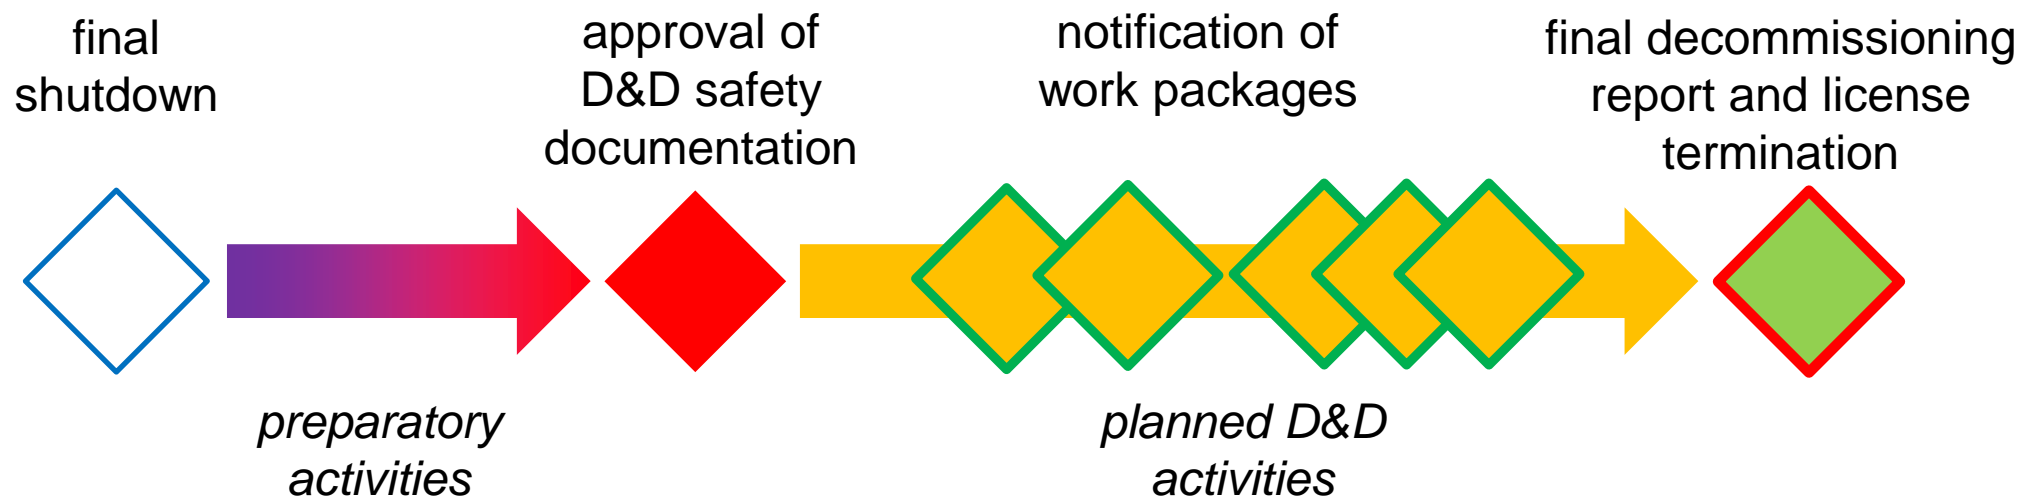 final
shutdown
approval of
D&D safety
documentation
notification of
work packages
final decommissioning
report and license
termination
preparatory
activities
planned D&D
activities